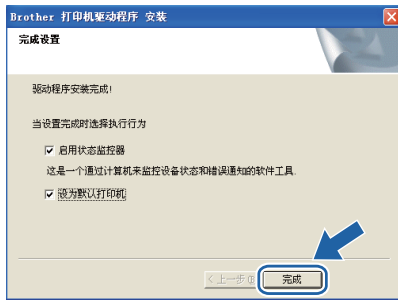 Brother 打印机驱动程序 安装
完成设置
驱动程序安装完成!
当设置完成时选择执行行为
启用状态监控器
这是一个通过计算机来监控设备状态和错误通知的软件工具.
设为默认打印机
<上一步(B) 完成